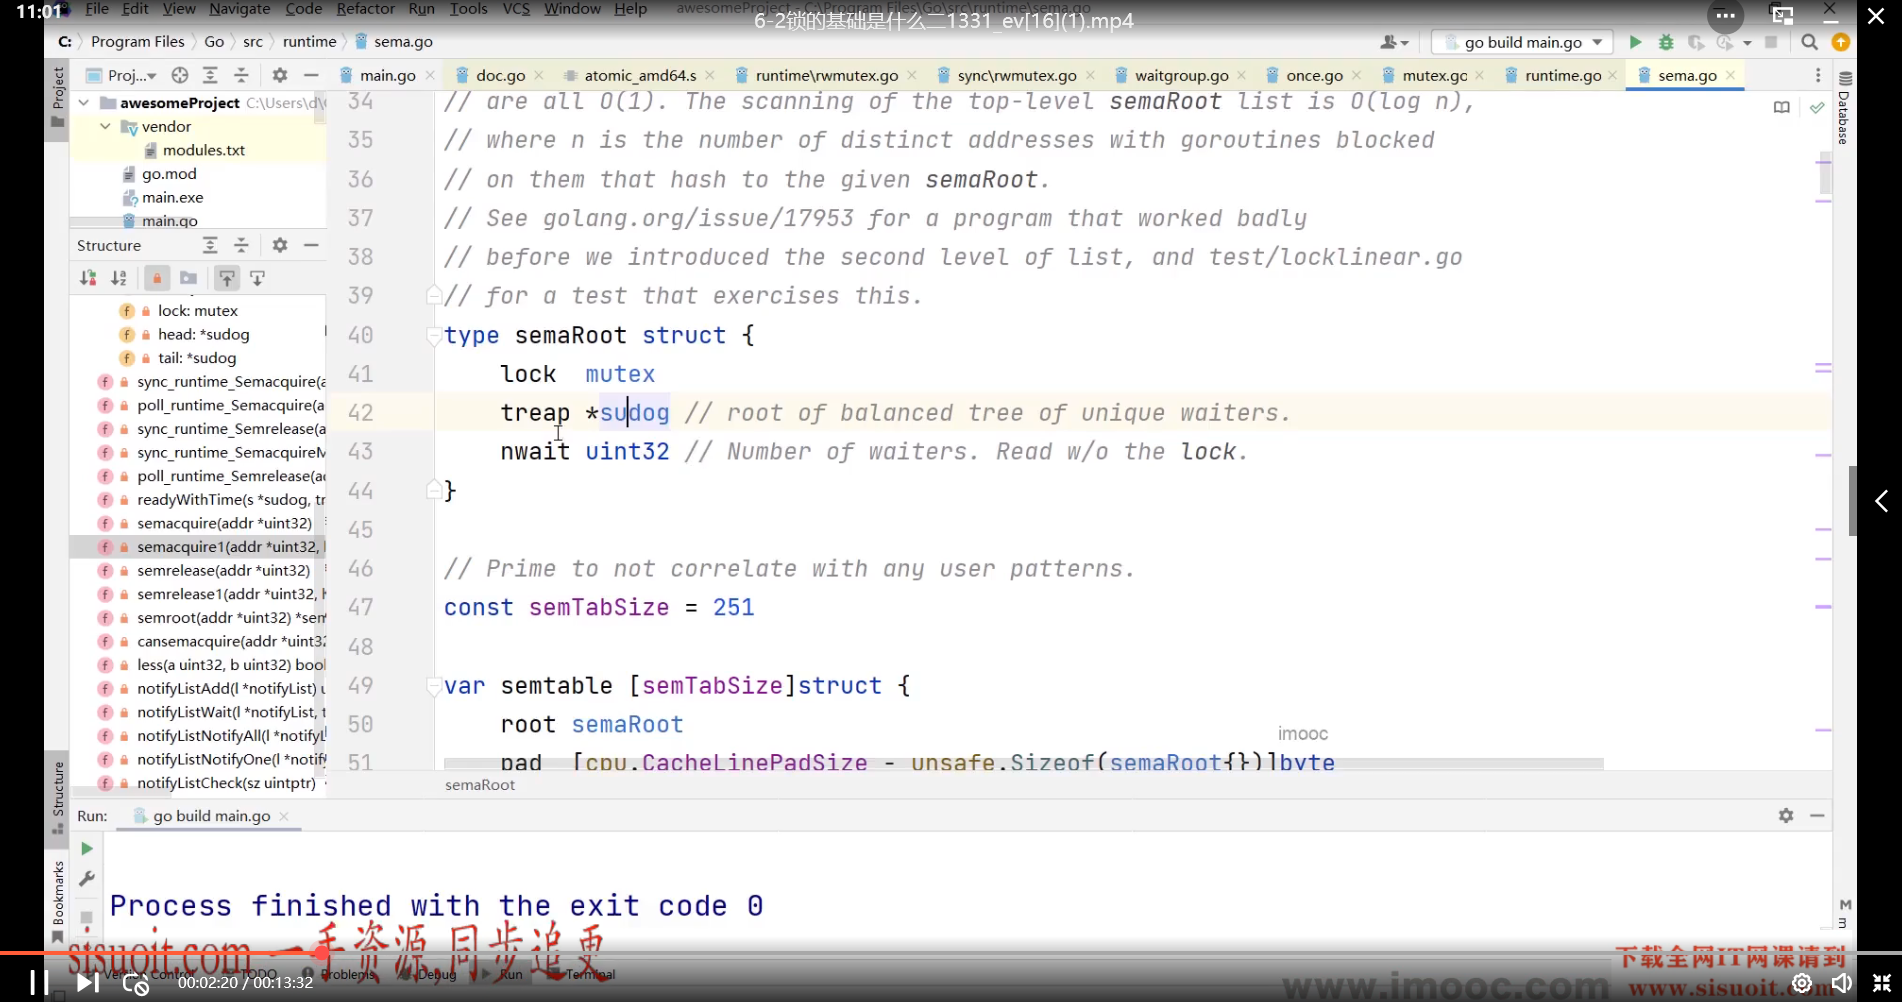 11:01
File Edit View Navigate Code Refactor Run Tools VCS Window Help
6-2锁的基础是什么二1331_ev[16](1).mp4
C: Program Files Go src runtime sema.go
go build main.go
Project
Proj...
main.go doc.go atomic_amd64.s runtime\rwmutex.go sync\rwmutex.go waitgroup.go once.go mutex.go runtime.go sema.go
Database
awesomeProject C:\Users\d\
vendor
modules.txt
go.mod
main.exe
main.go
Structure
lock: mutex
head: *sudog
tail: *sudog
sync_runtime_Semacquire(a
poll_runtime_Semacquire(a
sync_runtime_Semrelease(a
sync_runtime_SemacquireM
poll_runtime_Semrelease(ad
readyWithTime(s *sudog, tr
semacquire(addr *uint32)
semacquire1(addr *uint32, l
semrelease(addr *uint32)
semrelease1(addr *uint32, h
semroot(addr *uint32) *sem
cansemacquire(addr *uint32
less(a uint32, b uint32) bool
notifyListAdd(l *notifyList) u
notifyListWait(l *notifyList, t
notifyListNotifyAll(l *notifyL
notifyListNotifyOne(l *notif
notifyListCheck(sz uintptr)
34 // are all O(1). The scanning of the top-level semaRoot list is O(log n),
35 // where n is the number of distinct addresses with goroutines blocked
36 // on them that hash to the given semaRoot.
37 // See golang.org/issue/17953 for a program that worked badly
38 // before we introduced the second level of list, and test/locklinear.go
39 // for a test that exercises this.
40 type semaRoot struct {
41 lock mutex
42 treap *sudog // root of balanced tree of unique waiters.
43 nwait uint32 // Number of waiters. Read w/o the lock.
44 }
45
46 // Prime to not correlate with any user patterns.
47 const semTabSize = 251
48
49 var semtable [semTabSize]struct {
50 root semaRoot
51 pad [cpu.CacheLinePadSize - unsafe.Sizeof(semaRoot{})]byte
imooc
semaRoot
Structure
Bookmarks
Run: go build main.go
Process finished with the exit code 0
sisuoit.com 一手资源,同步追更
下载全网IT网课请到
Version Control TODO Problems Debug Run Terminal
00:02:20 / 00:13:32
www.imooc.com
www.sisuoit.com